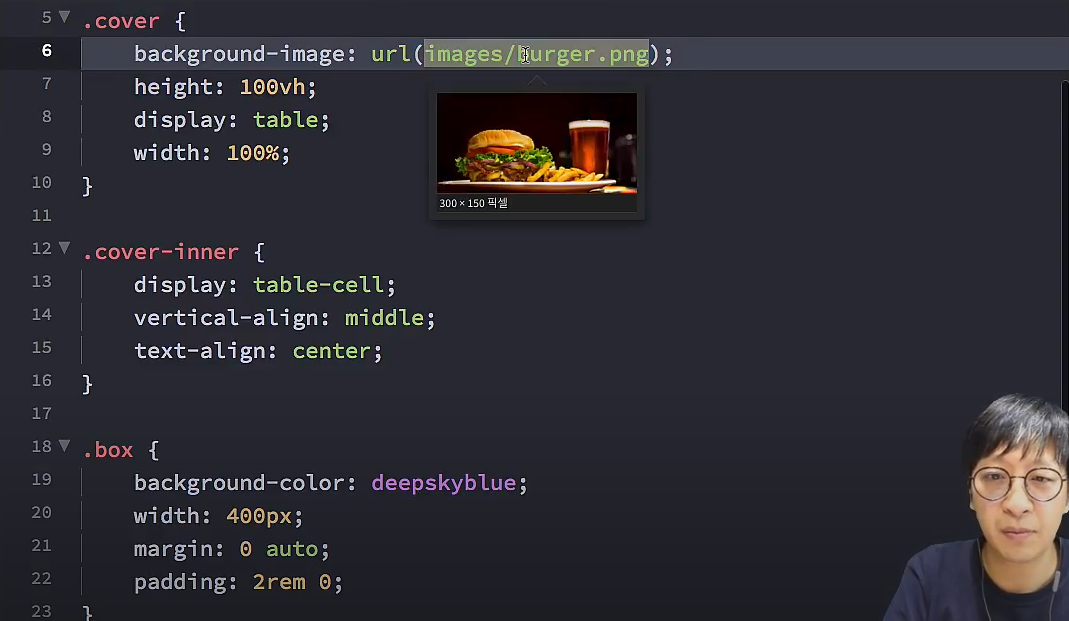 5 .cover {
6 background-image: url(images/burger.png);
7 height: 100vh;
8 display: table;
9 width: 100%;
10 }
300 × 150 픽셀
11
12 .cover-inner {
13 display: table-cell;
14 vertical-align: middle;
15 text-align: center;
16 }
17
18 .box {
19 background-color: deepskyblue;
20 width: 400px;
21 margin: 0 auto;
22 padding: 2rem 0;
23 }